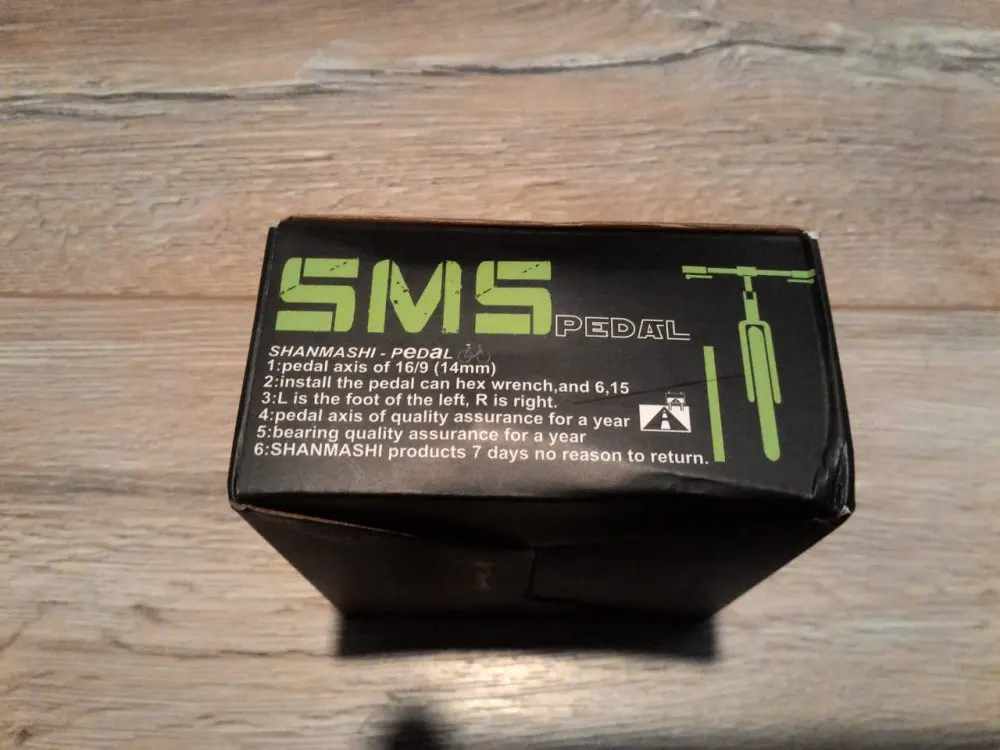 SMS PEDAL
SHANMASHI - PedaL
1:pedal axis of 16/9 (14mm)
2:install the pedal can hex wrench,and 6,15
3:L is the foot of the left, R is right.
4:pedal axis of quality assurance for a year
5:bearing quality assurance for a year
6:SHANMASHI products 7 days no reason to return.